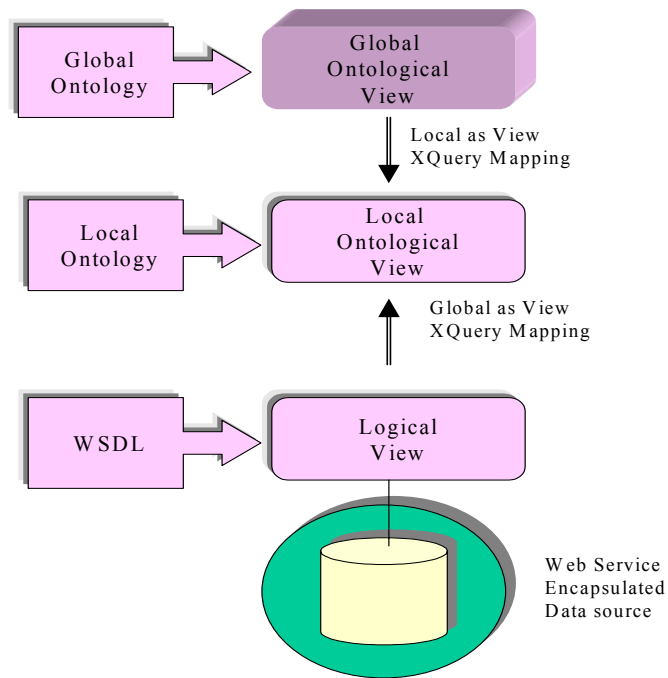 Global
Ontology
Global
Ontological
View
Local as View
XQuery Mapping
Local
Ontology
Local
Ontological
View
Global as View
XQuery Mapping
WSDL
Logical
View
Web Service
Encapsulated
Data source